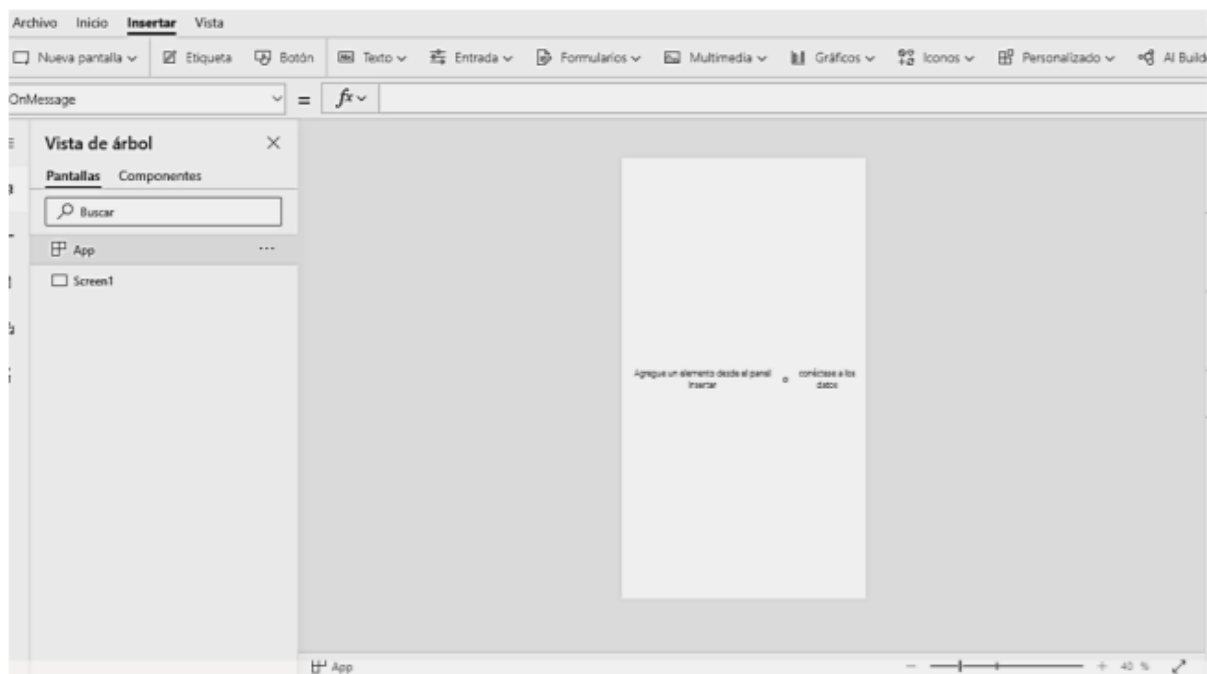 Archivo Inicio Insertar Vista
Nueva pantalla Etiqueta Botón Texto Entrada Formularios Multimedia Gráficos Iconos Personalizado AI Build
OnMessage = fx
Vista de árbol
Pantallas Componentes
Buscar
App ...
Screen1
Agregue un elemento desde el panel o conéctese a los
Insertar datos
App - + 40 %